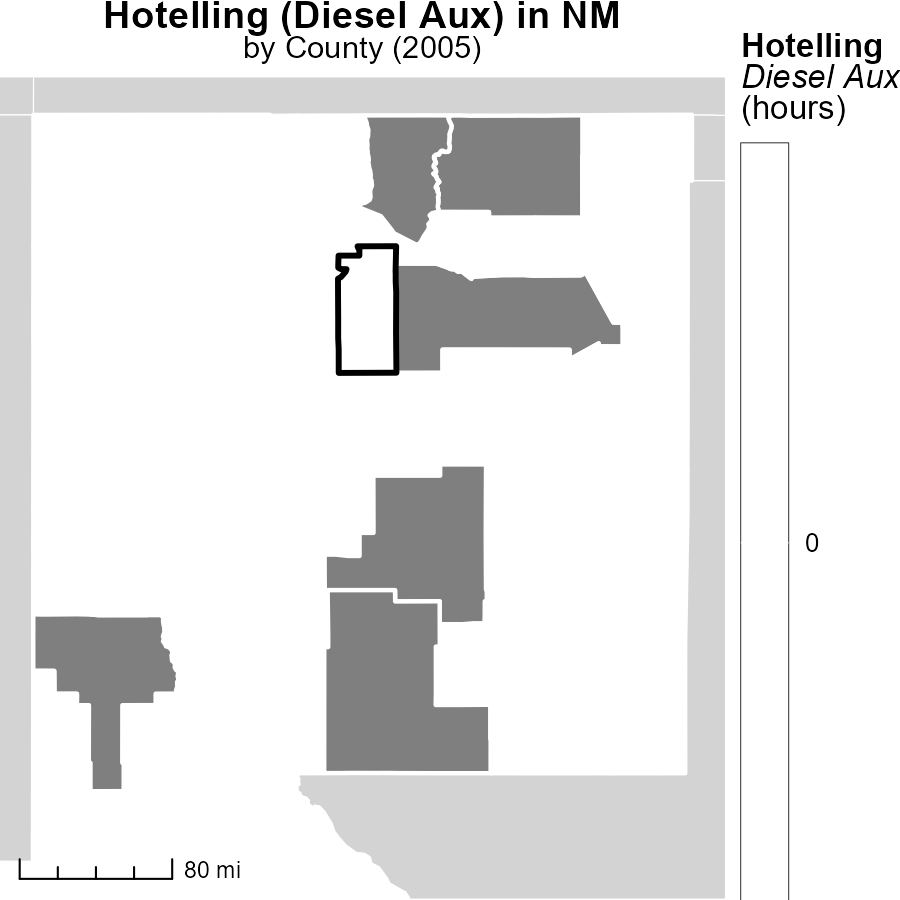 Hotelling (Diesel Aux) in NM
by County (2005)
Hotelling
Diesel Aux
(hours)
0
80 mi